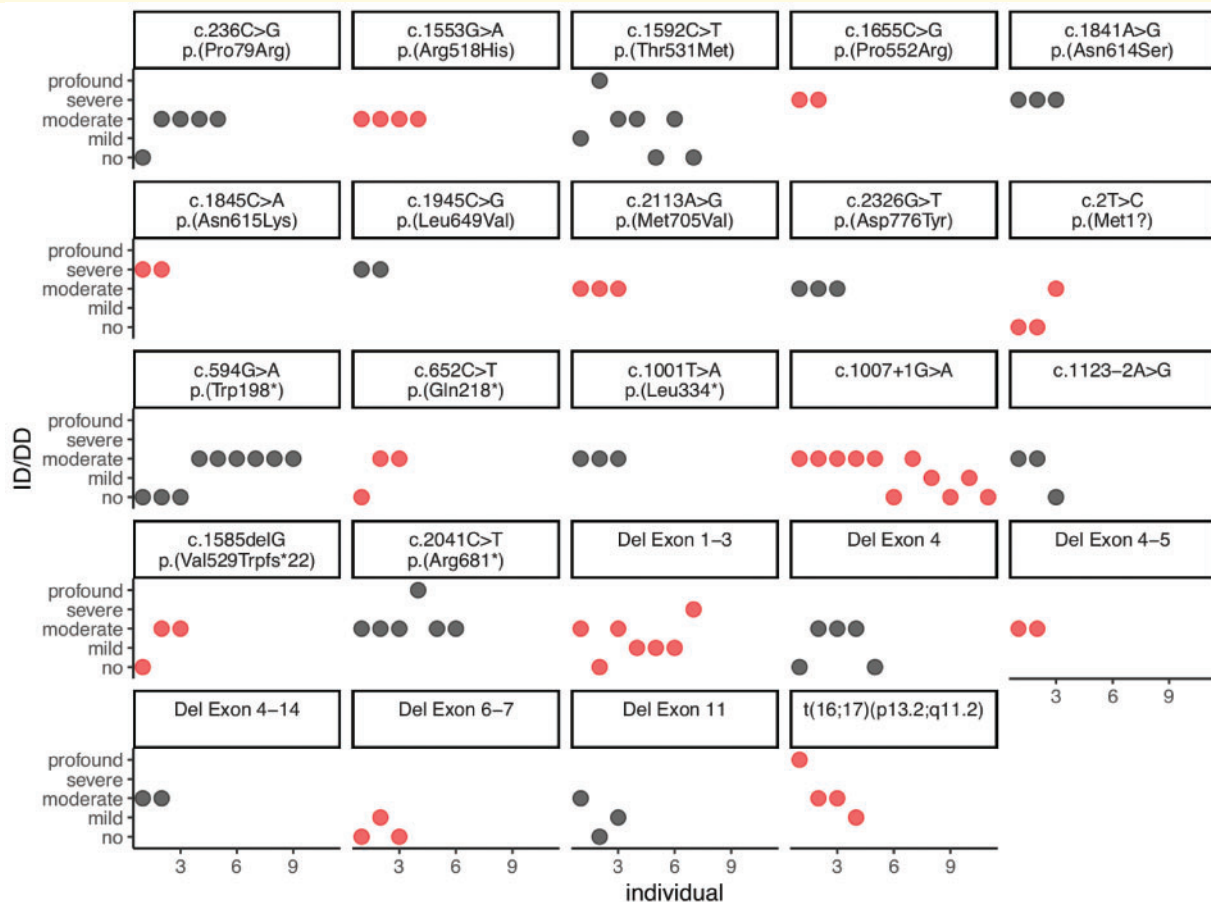 c.236C>G
p.(Pro79Arg)
c.1553G>A
p.(Arg518His)
c.1592C>T
p.(Thr531Met)
c.1655C>G
p.(Pro552Arg)
c.1841A>G
p.(Asn614Ser)
profound
severe
moderate
mild
no
c.1845C>A
p.(Asn615Lys)
c.1945C>G
p.(Leu649Val)
c.2113A>G
p.(Met705Val)
c.2326G>T
p.(Asp776Tyr)
c.2T>C
p.(Met1?)
profound
severe
moderate
mild
no
c.594G>A
p.(Trp198*)
c.652C>T
p.(Gln218*)
c.1001T>A
p.(Leu334*)
c.1007+1G>A
c.1123−2A>G
profound
severe
moderate
mild
no
ID/DD
c.1585delG
p.(Val529Trpfs*22)
c.2041C>T
p.(Arg681*)
Del Exon 1−3
Del Exon 4
Del Exon 4−5
profound
severe
moderate
mild
no
3 6 9
Del Exon 4−14
Del Exon 6−7
Del Exon 11
t(16;17)(p13.2;q11.2)
profound
severe
moderate
mild
no
3 6 9 3 6 9 3 6 9 3 6 9
individual